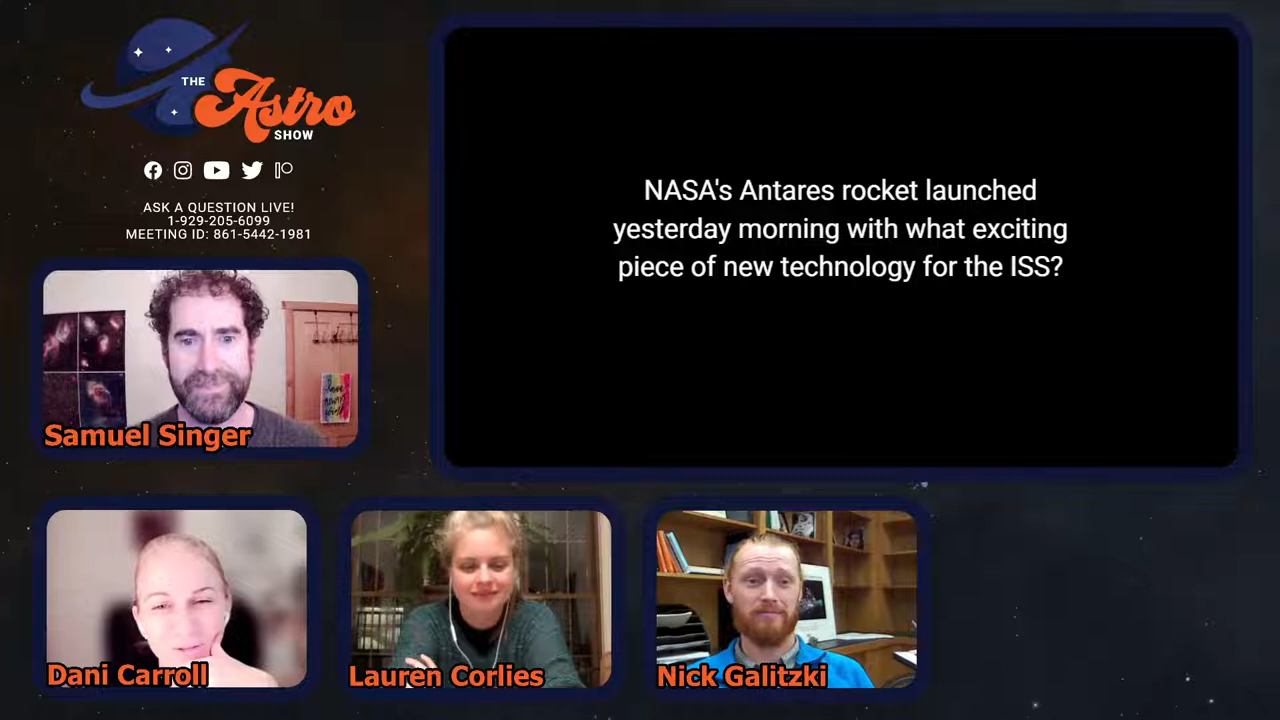 THE
Astro
SHOW
ASK A QUESTION LIVE!
1-929-205-6099
MEETING ID: 861-5442-1981
NASA's Antares rocket launched
yesterday morning with what exciting
piece of new technology for the ISS?
Samuel Singer
Dani Carroll
Lauren Corlies
Nick Galitzki